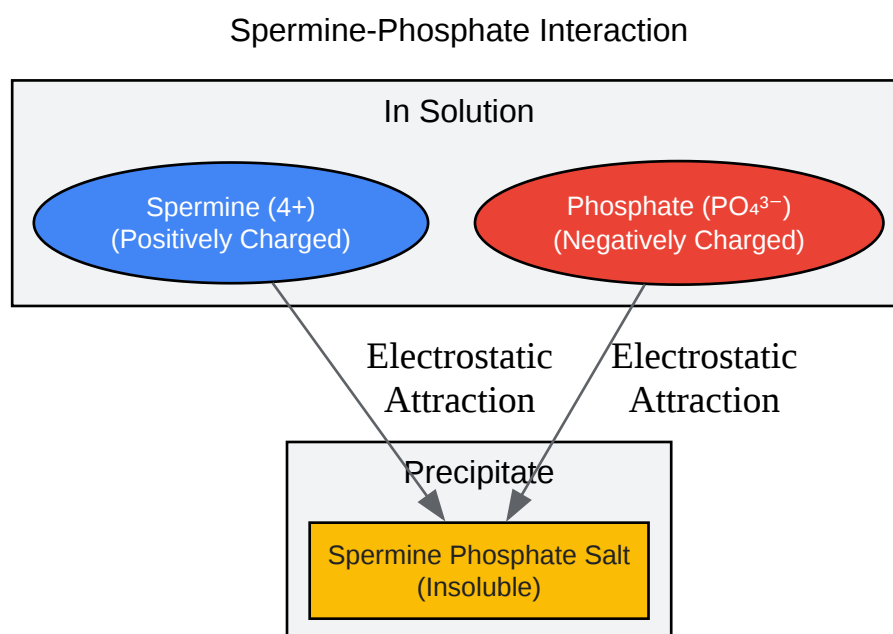 Spermine-Phosphate Interaction
In Solution
Spermine (4+)
(Positively Charged)
Phosphate (PO₄³⁻)
(Negatively Charged)
Electrostatic
Attraction
Electrostatic
Attraction
Precipitate
Spermine Phosphate Salt
(Insoluble)